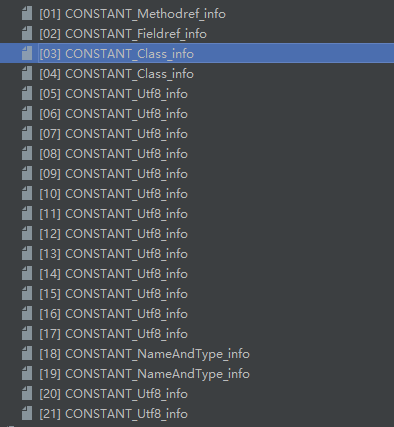 [01] CONSTANT_Methodref_info
[02] CONSTANT_Fieldref_info
[03] CONSTANT_Class_info
[04] CONSTANT_Class_info
[05] CONSTANT_Utf8_info
[06] CONSTANT_Utf8_info
[07] CONSTANT_Utf8_info
[08] CONSTANT_Utf8_info
[09] CONSTANT_Utf8_info
[10] CONSTANT_Utf8_info
[11] CONSTANT_Utf8_info
[12] CONSTANT_Utf8_info
[13] CONSTANT_Utf8_info
[14] CONSTANT_Utf8_info
[15] CONSTANT_Utf8_info
[16] CONSTANT_Utf8_info
[17] CONSTANT_Utf8_info
[18] CONSTANT_NameAndType_info
[19] CONSTANT_NameAndType_info
[20] CONSTANT_Utf8_info
[21] CONSTANT_Utf8_info